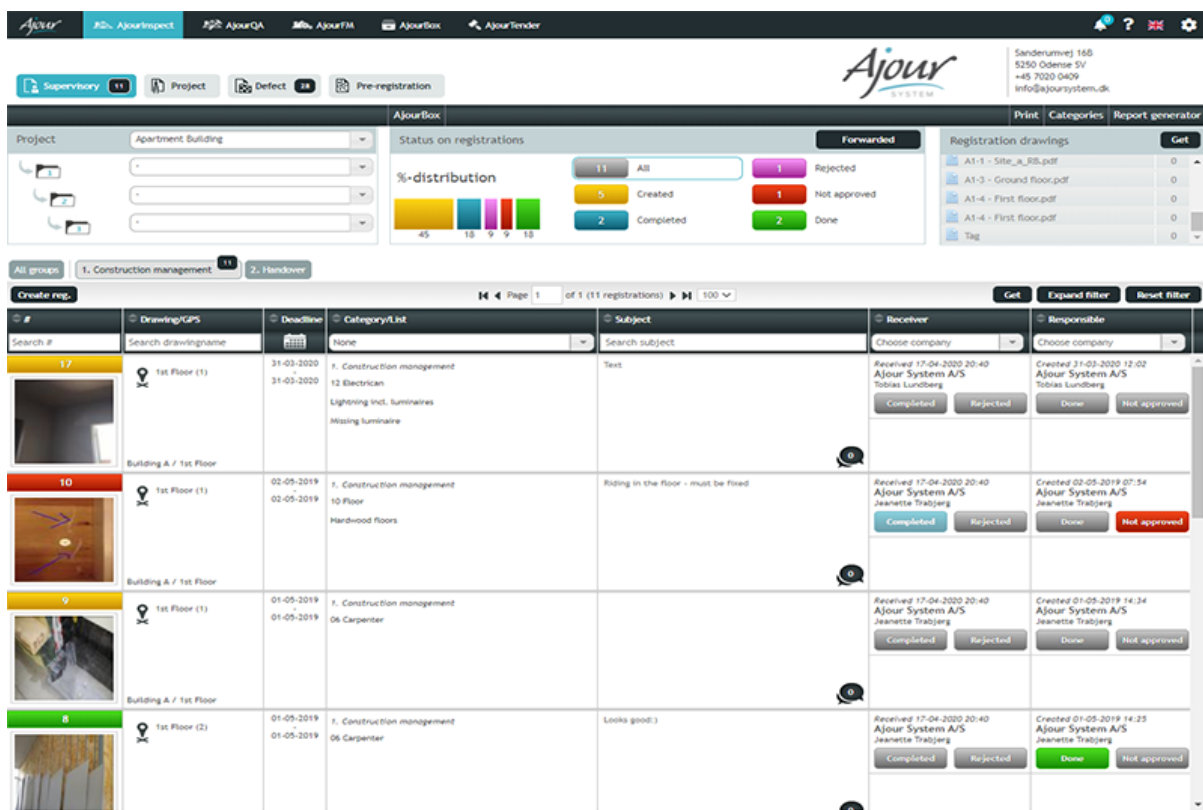 Ajour AjourInspect AjourQA AjourFM AjourBox AjourTender ?
Supervisory 11 Project Defect 28 Pre-registration
Ajour
SYSTEM
Sanderumvej 16B
5250 Odense SV
+45 7020 0409
info@ajoursystem.dk
AjourBox Print Categories Report generator
Project Apartment Building
1 -
2 -
3 -
Status on registrations Forwarded
%-distribution
45 18 9 9 18
11 All 1 Rejected
5 Created 1 Not approved
2 Completed 2 Done
Registration drawings Get
A1-1 - Site_a_RB.pdf 0
A1-3 - Ground floor.pdf 0
A1-4 - First floor.pdf 0
A1-4 - First floor.pdf 0
Tag 0
All groups 1. Construction management 11 2. Handover
Create reg. Page 1 of 1 (11 registrations) 100 Get Expand filter Reset filter
# Drawing/GPS Deadline Category/List Subject Receiver Responsible
Search # Search drawingname None Search subject Choose company Choose company
17
1st Floor (1)
Building A / 1st Floor
31-03-2020
-
31-03-2020
1. Construction management
12 Electrican
Lightning incl. luminaires
Missing luminaire
Text
0
Received 17-04-2020 20:40
Ajour System A/S
Tobias Lundberg
Completed Rejected
Created 31-03-2020 12:02
Ajour System A/S
Tobias Lundberg
Done Not approved
10
1st Floor (1)
Building A / 1st Floor
02-05-2019
-
02-05-2019
1. Construction management
10 Floor
Hardwood floors
Riding in the floor - must be fixed
0
Received 17-04-2020 20:40
Ajour System A/S
Jeanette Trabjerg
Completed Rejected
Created 02-05-2019 07:54
Ajour System A/S
Jeanette Trabjerg
Done Not approved
9
1st Floor (1)
Building A / 1st Floor
01-05-2019
-
01-05-2019
1. Construction management
06 Carpenter
0
Received 17-04-2020 20:40
Ajour System A/S
Jeanette Trabjerg
Completed Rejected
Created 01-05-2019 14:34
Ajour System A/S
Jeanette Trabjerg
Done Not approved
8
1st Floor (2)
01-05-2019
-
01-05-2019
1. Construction management
06 Carpenter
Looks good:)
Received 17-04-2020 20:40
Ajour System A/S
Jeanette Trabjerg
Completed Rejected
Created 01-05-2019 14:25
Ajour System A/S
Jeanette Trabjerg
Done Not approved